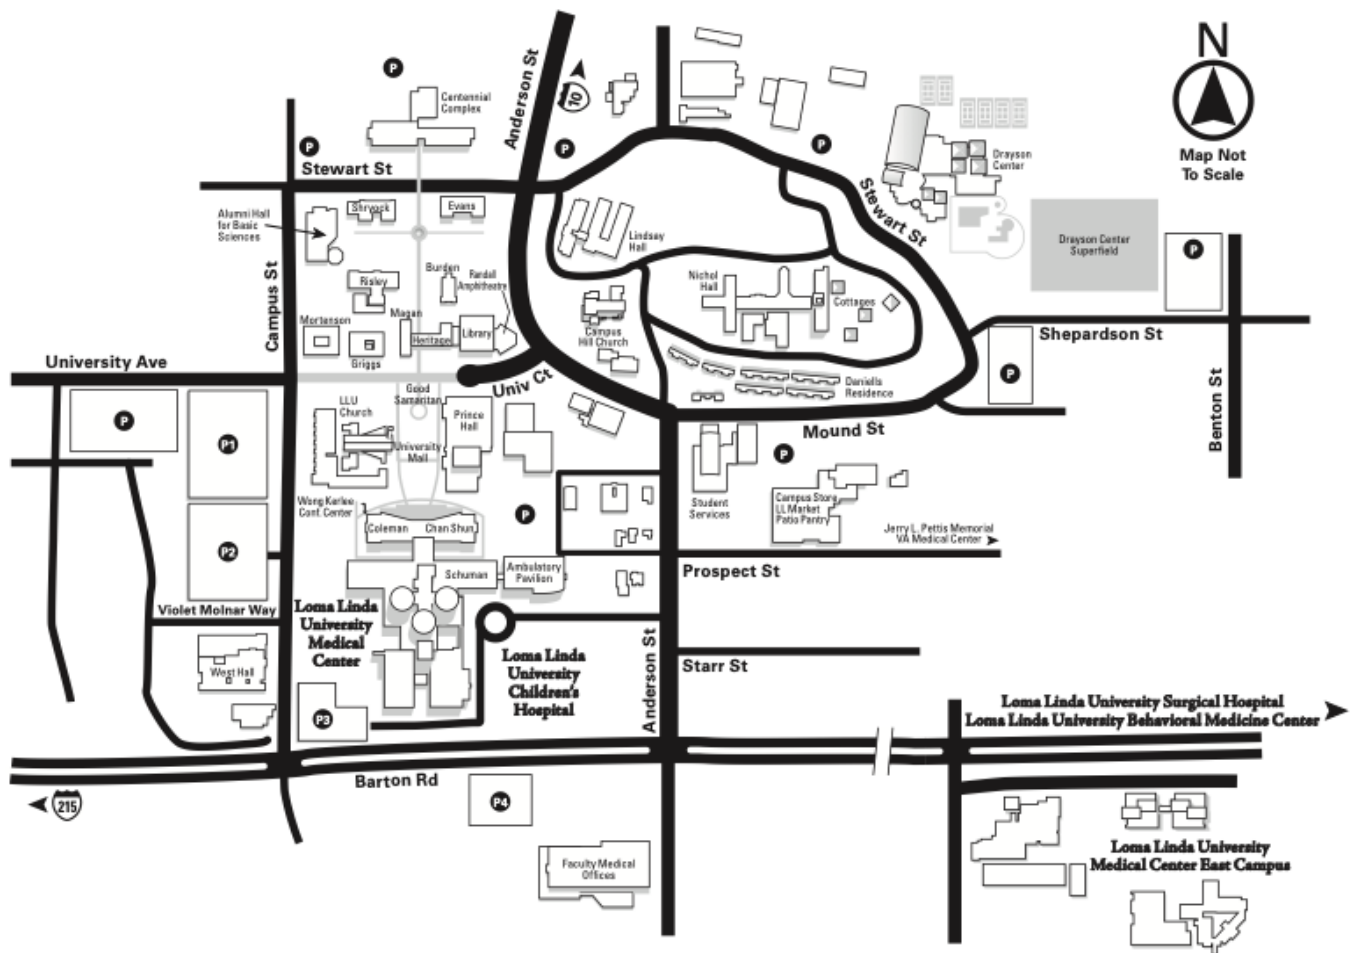 N
Map Not
To Scale
P
Centennial
Complex
Anderson St
10
P
P
P
Stewart St
Drayson
Center
Stewart St
Alumni Hall
for Basic
Sciences
Shryock
Evans
Lindsay
Hall
Drayson Center
Superfield
P
Campus St
Risley
Burden
Randall
Amphitheatre
Nichol
Hall
Cottages
Mortenson
Magan
Griggs
Heritage
Library
Campus
Hill Church
Shepardson St
University Ave
Univ Ct
P
Good
Samaritan
Daniells
Residence
Benton St
P
P1
LLU
Church
Prince
Hall
University
Mall
Mound St
P
Student
Services
Campus Store
LL Market
Patio Pantry
Wong Kerlee
Conf. Center
P
Coleman
Chan Shun
Jerry L. Pettis Memorial
VA Medical Center
P2
Schuman
Ambulatory
Pavilion
Prospect St
Violet Molnar Way
Loma Linda
University
Medical
Center
Loma Linda
University
Children's
Hospital
Anderson St
Starr St
West Hall
P3
Loma Linda University Surgical Hospital
Loma Linda University Behavioral Medicine Center
Barton Rd
215
P4
Faculty Medical
Offices
Loma Linda University
Medical Center East Campus